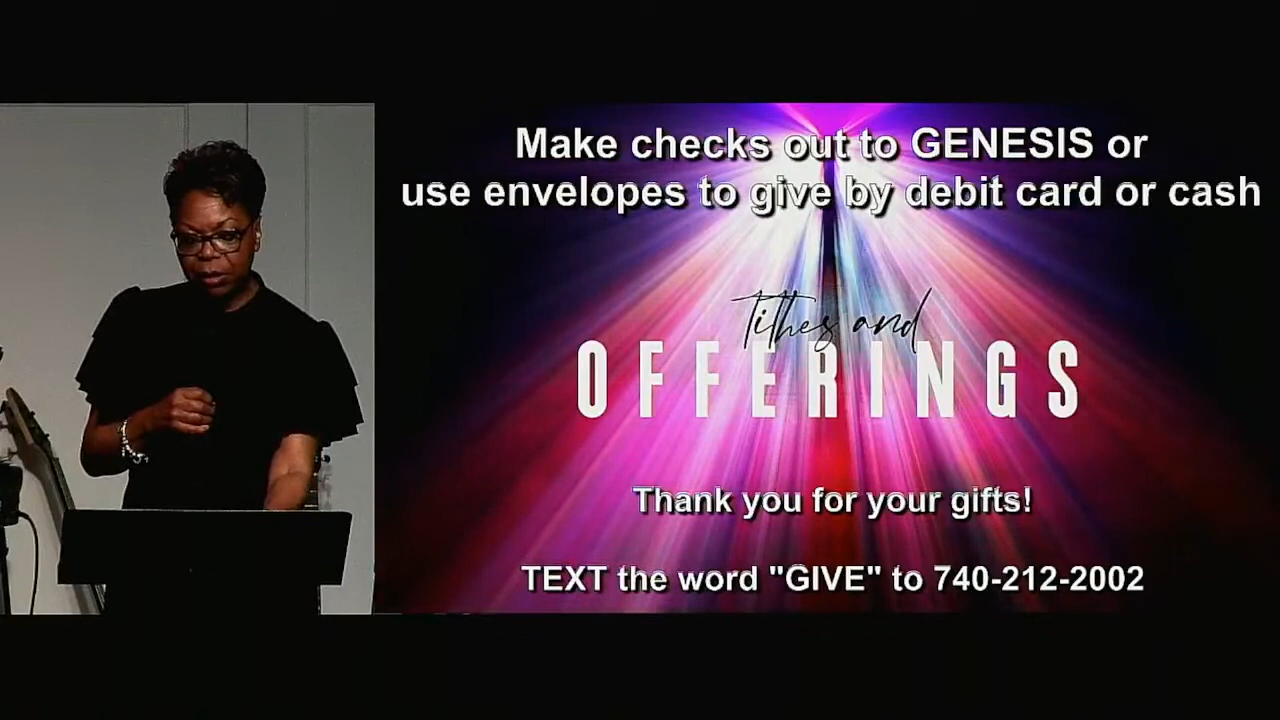 Make checks out to GENESIS or
use envelopes to give by debit card or cash
tithes and
OFFERINGS
Thank you for your gifts!
TEXT the word "GIVE" to 740-212-2002